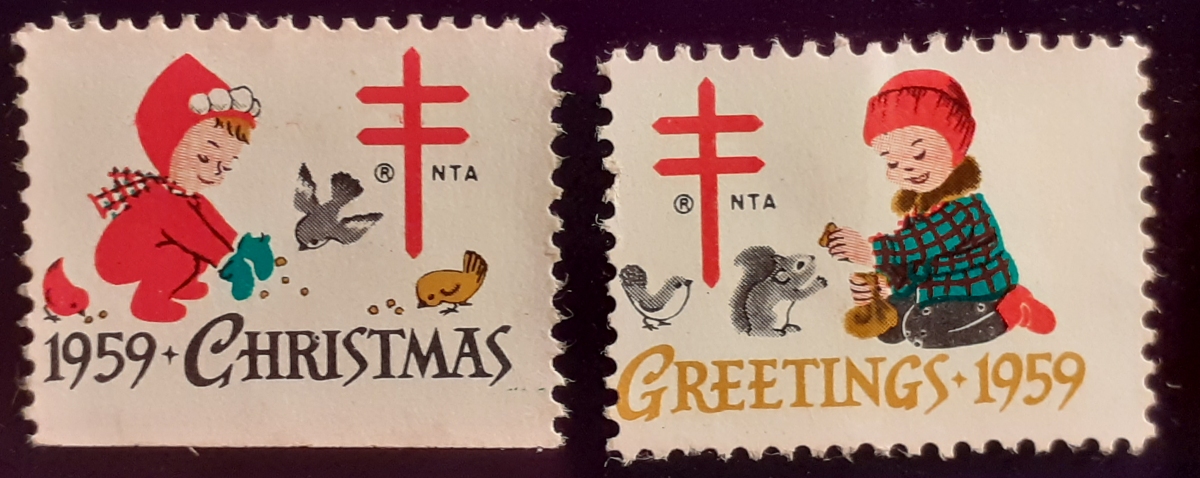 ® NTA
1959 CHRISTMAS
® NTA
GREETINGS 1959